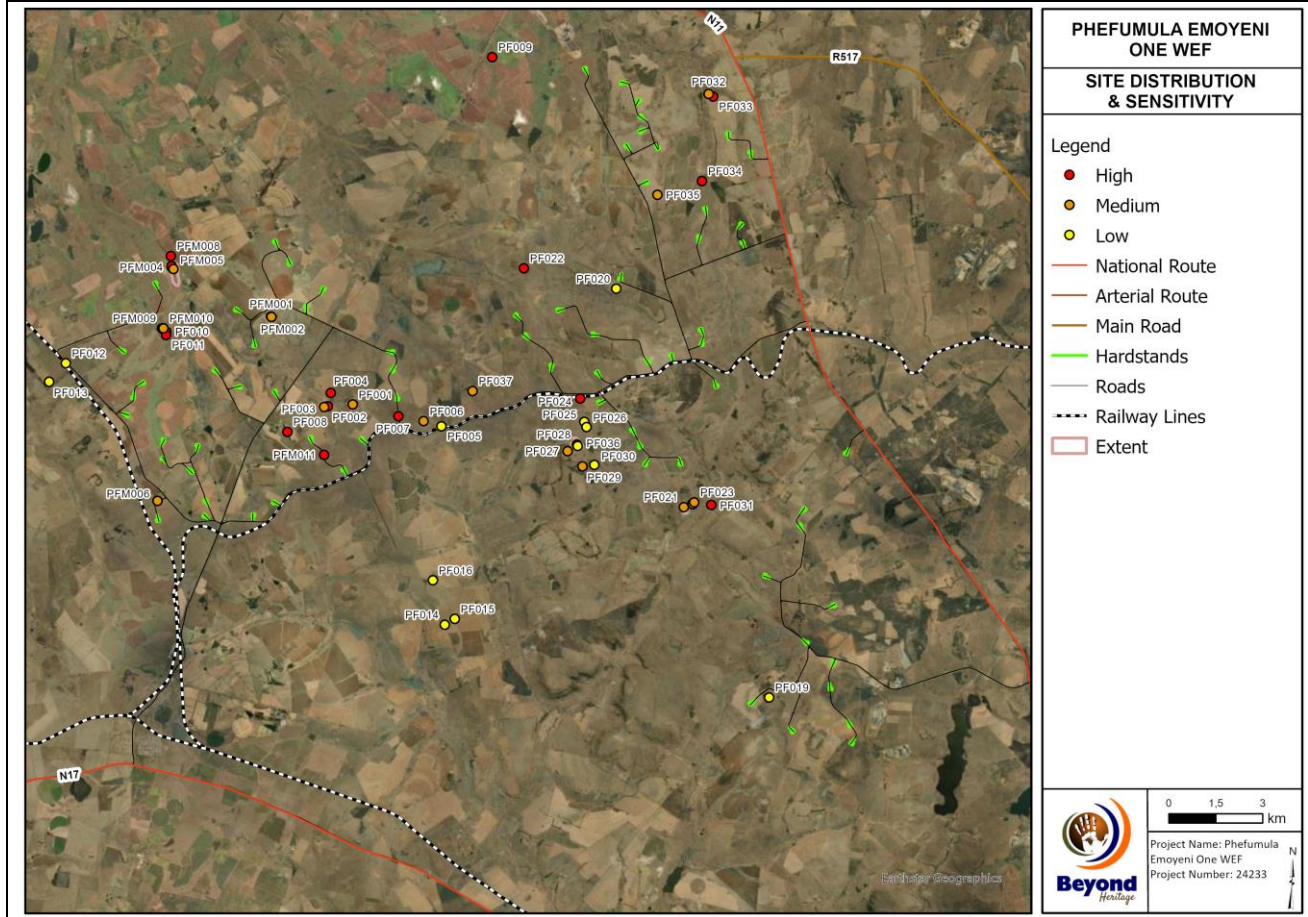 N11
R517
PF009
PF032
PF033
PF034
PF035
PFM008
PFM004
PFM005
PF022
PF020
PFM001
PFM002
PFM009
PFM010
PF010
PF011
PF012
PF013
PF004
PF001
PF003
PF002
PF037
PF024
PF006
PF007
PF005
PF008
PF025
PF026
PF028
PF036
PF027
PF030
PF029
PFM011
PFM006
PF021
PF023
PF031
PF016
PF014
PF015
PF019
N17
Earthstar Geographics
PHEFUMULA EMOYENI
ONE WEF
SITE DISTRIBUTION
& SENSITIVITY
Legend
High
Medium
Low
National Route
Arterial Route
Main Road
Hardstands
Roads
Railway Lines
Extent
Beyond
Heritage
0 1,5 3
km
Project Name: Phefumula
Emoyeni One WEF
Project Number: 24233
N